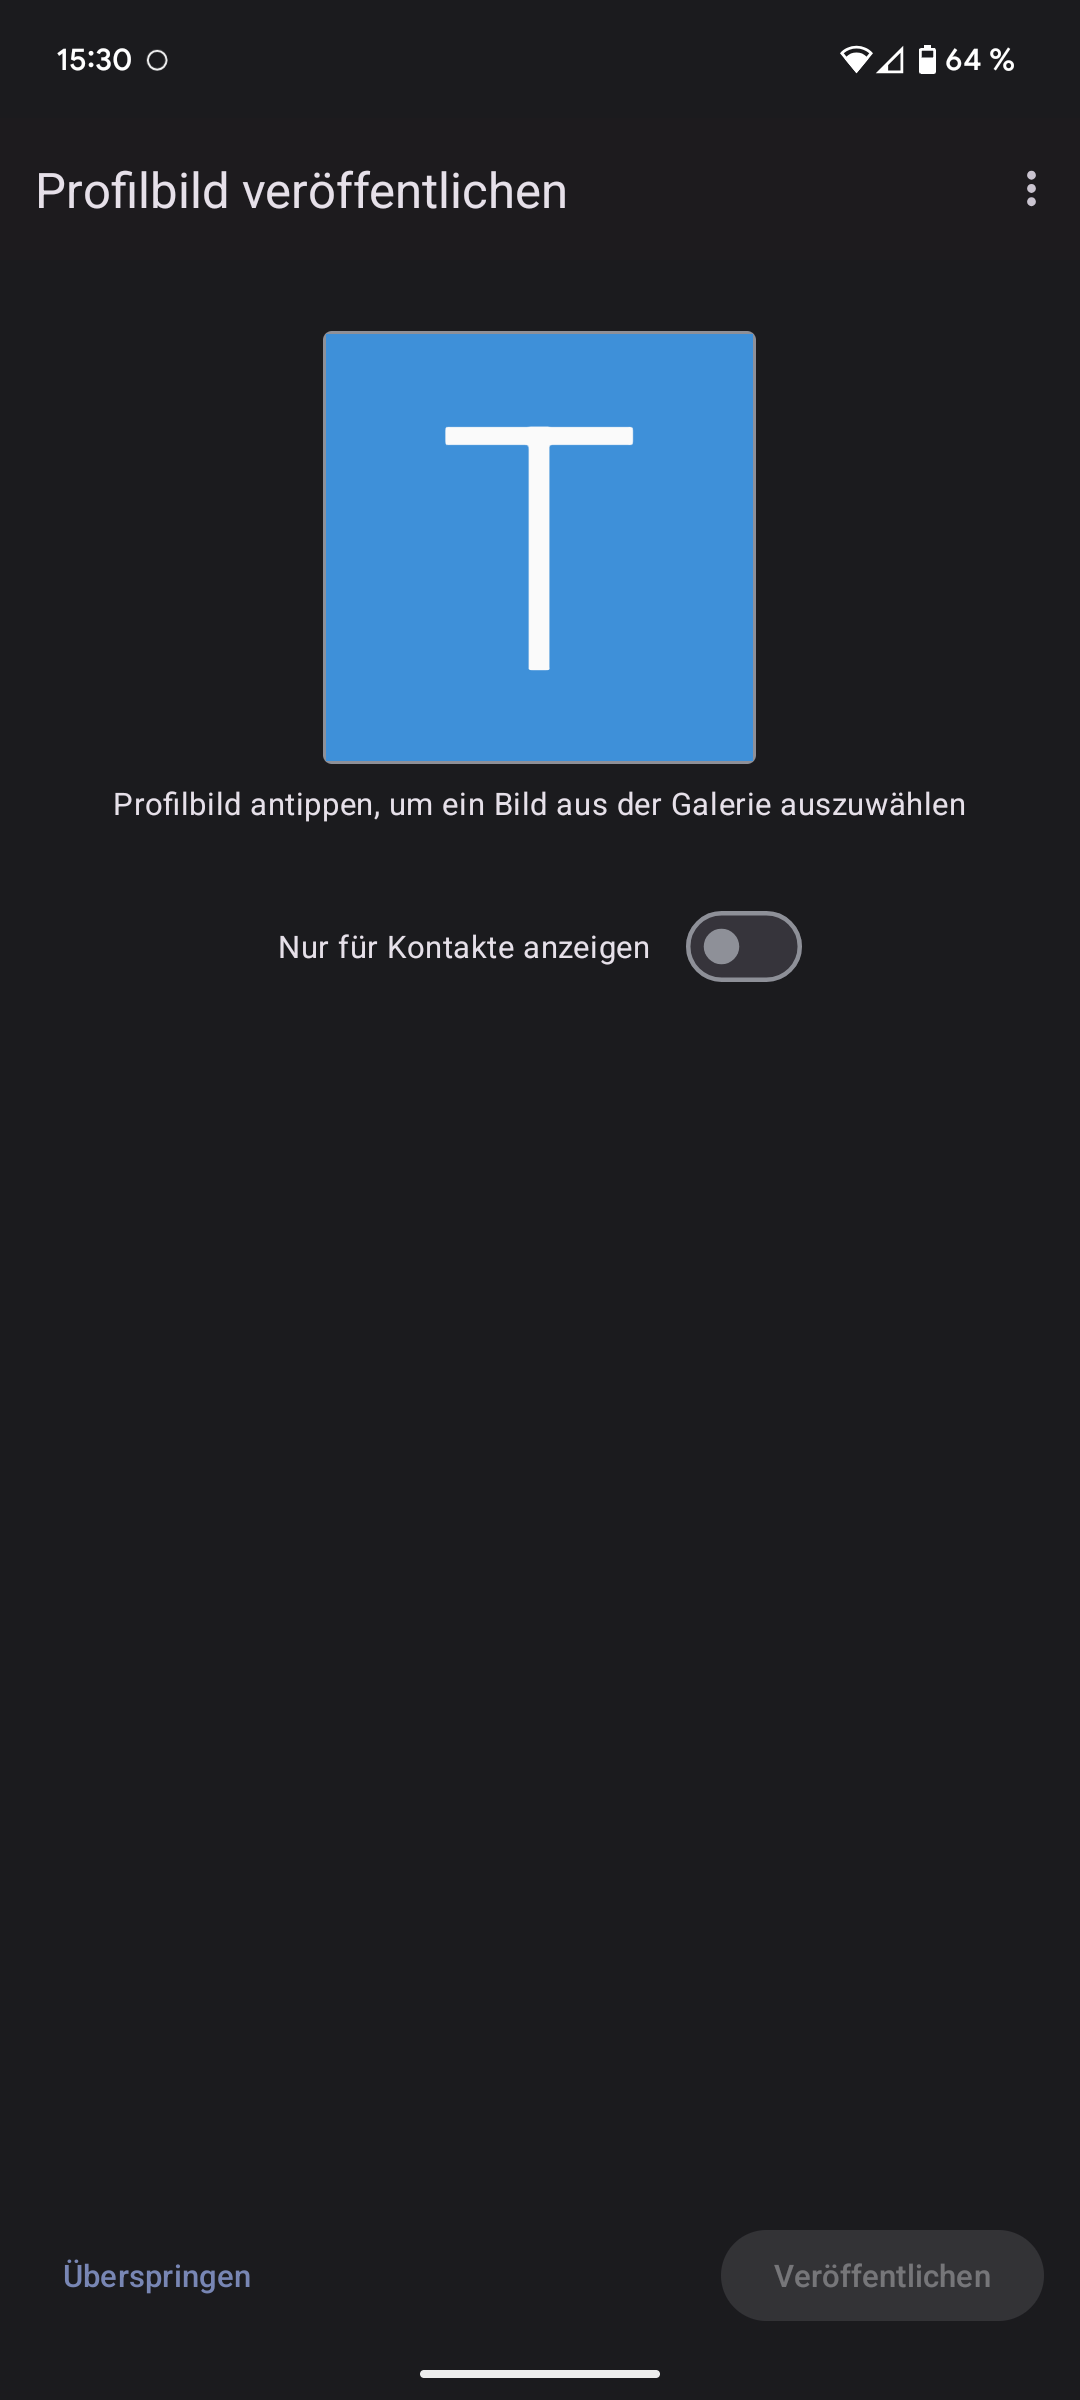 15:30
64 %
Profilbild veröffentlichen
T
Profilbild antippen, um ein Bild aus der Galerie auszuwählen
Nur für Kontakte anzeigen
Überspringen
Veröffentlichen